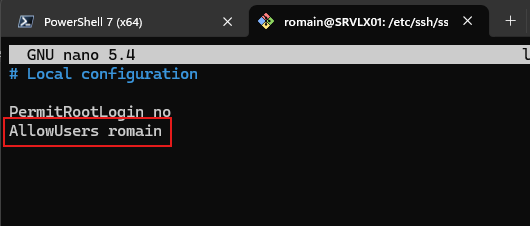 PowerShell 7 (x64)
romain@SRVLX01: /etc/ssh/ss
GNU nano 5.4
# Local configuration
PermitRootLogin no
AllowUsers romain